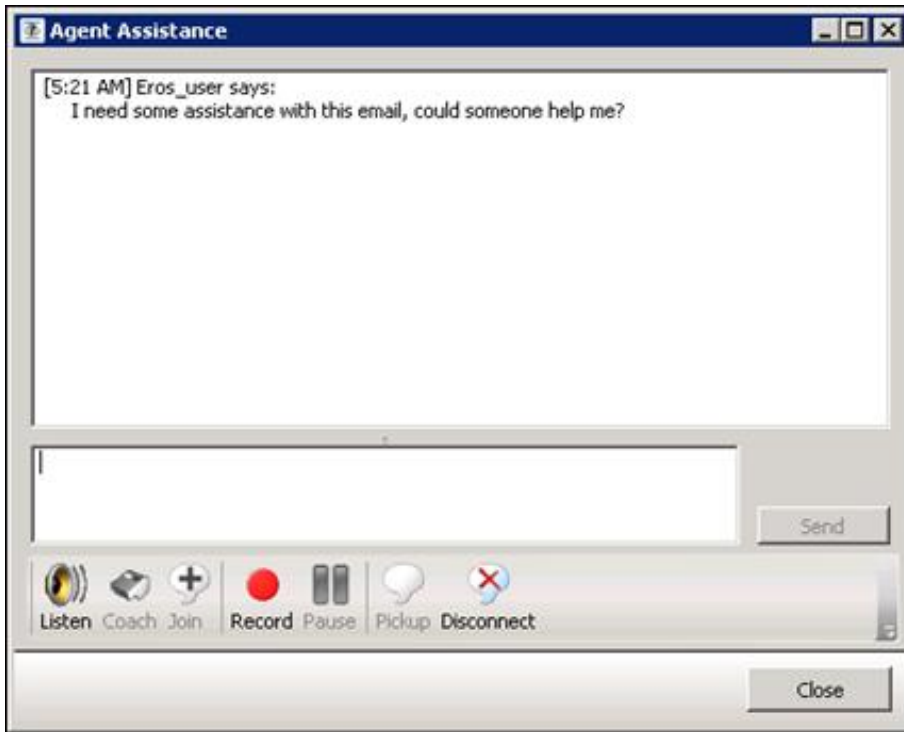 Agent Assistance
[5:21 AM] Eros_user says:
I need some assistance with this email, could someone help me?
Send
Listen Coach Join Record Pause Pickup Disconnect
Close